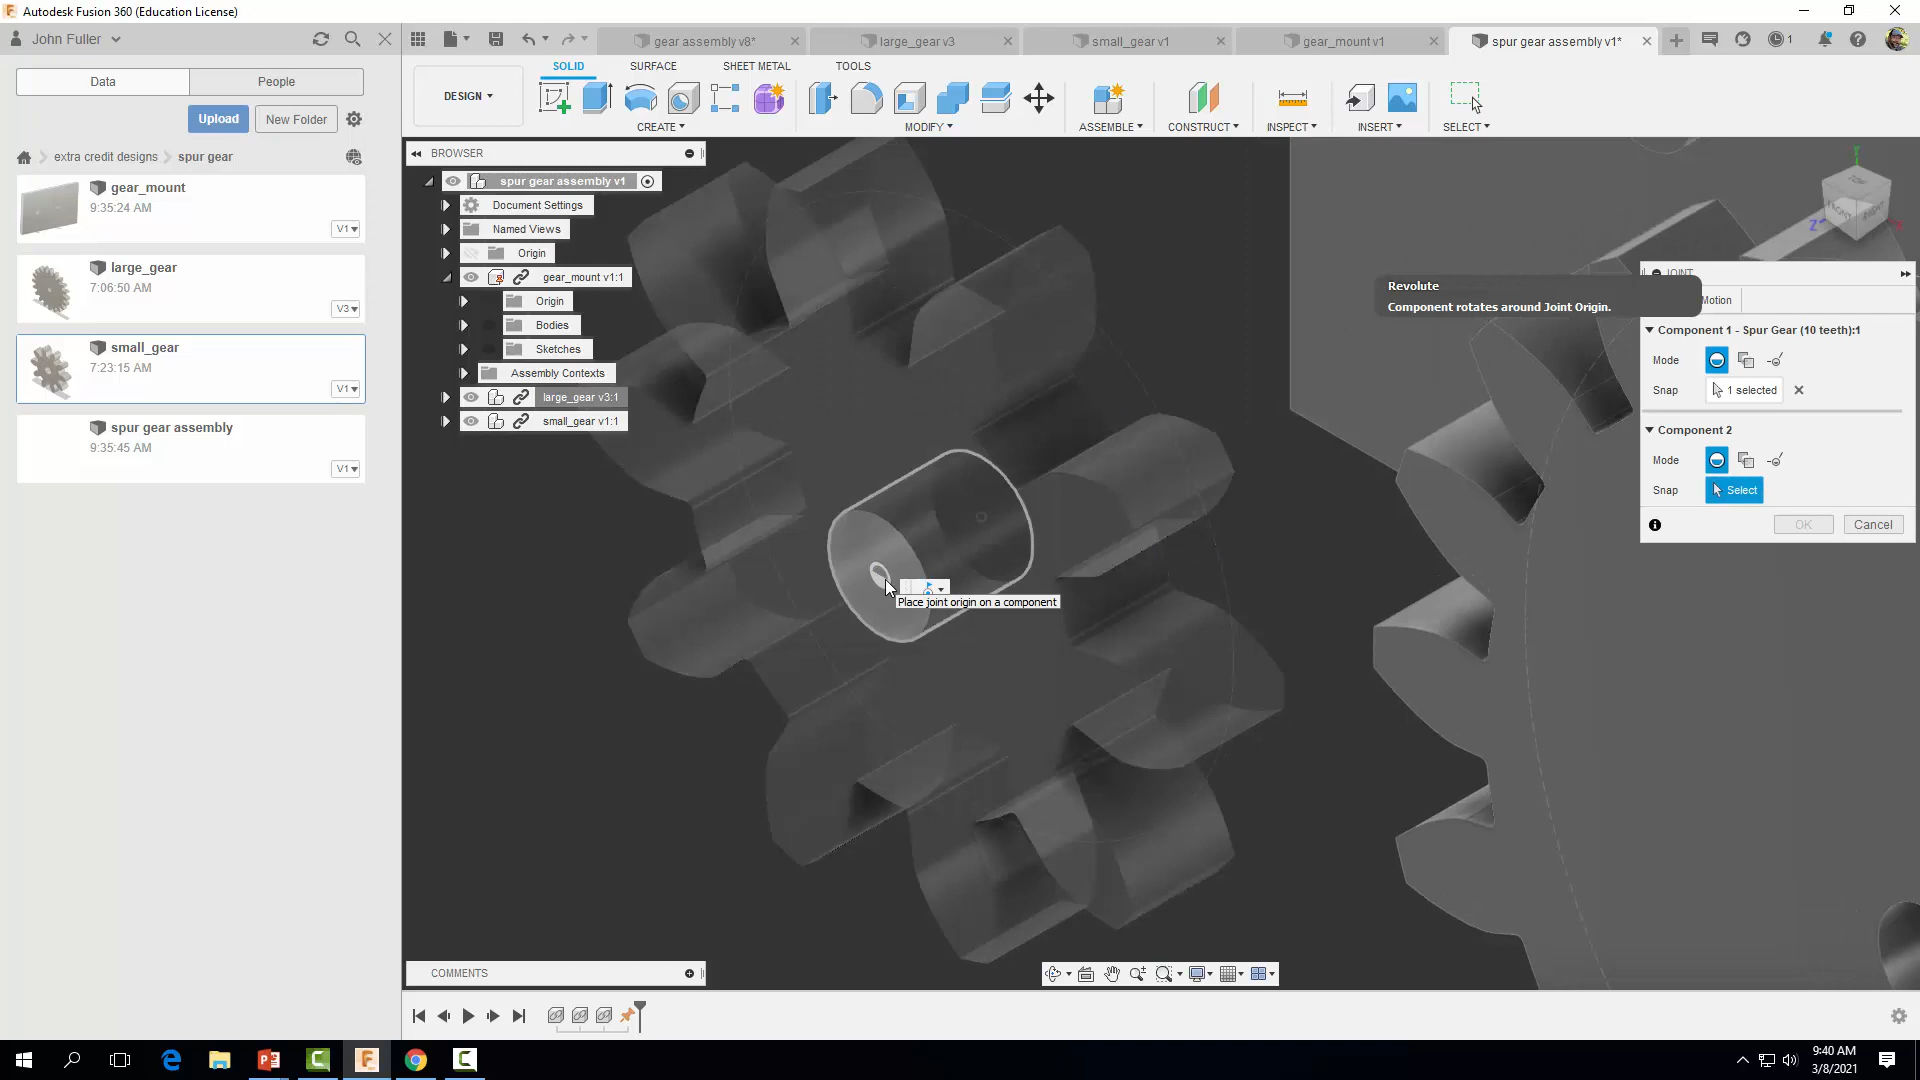 Autodesk Fusion 360 (Education License)
John Fuller
gear assembly v8*
large_gear v3
small_gear v1
gear_mount v1
spur gear assembly v1*
1
Data
People
SOLID
SURFACE
SHEET METAL
TOOLS
DESIGN
Upload
New Folder
CREATE
MODIFY
ASSEMBLE
CONSTRUCT
INSPECT
INSERT
SELECT
extra credit designs
spur gear
BROWSER
spur gear assembly v1
Document Settings
Named Views
Origin
gear_mount v1:1
Origin
Bodies
Sketches
Assembly Contexts
large_gear v3:1
small_gear v1:1
gear_mount
9:35:24 AM
V1
large_gear
7:06:50 AM
V3
small_gear
7:23:15 AM
V1
spur gear assembly
9:35:45 AM
V1
Y
TOP
FRONT
RIGHT
Z
JOINT
Revolute
Component rotates around Joint Origin.
Motion
Component 1 - Spur Gear (10 teeth):1
Mode
Snap
1 selected
Component 2
Mode
Snap
Select
OK
Cancel
Place joint origin on a component
COMMENTS
9:40 AM
3/8/2021